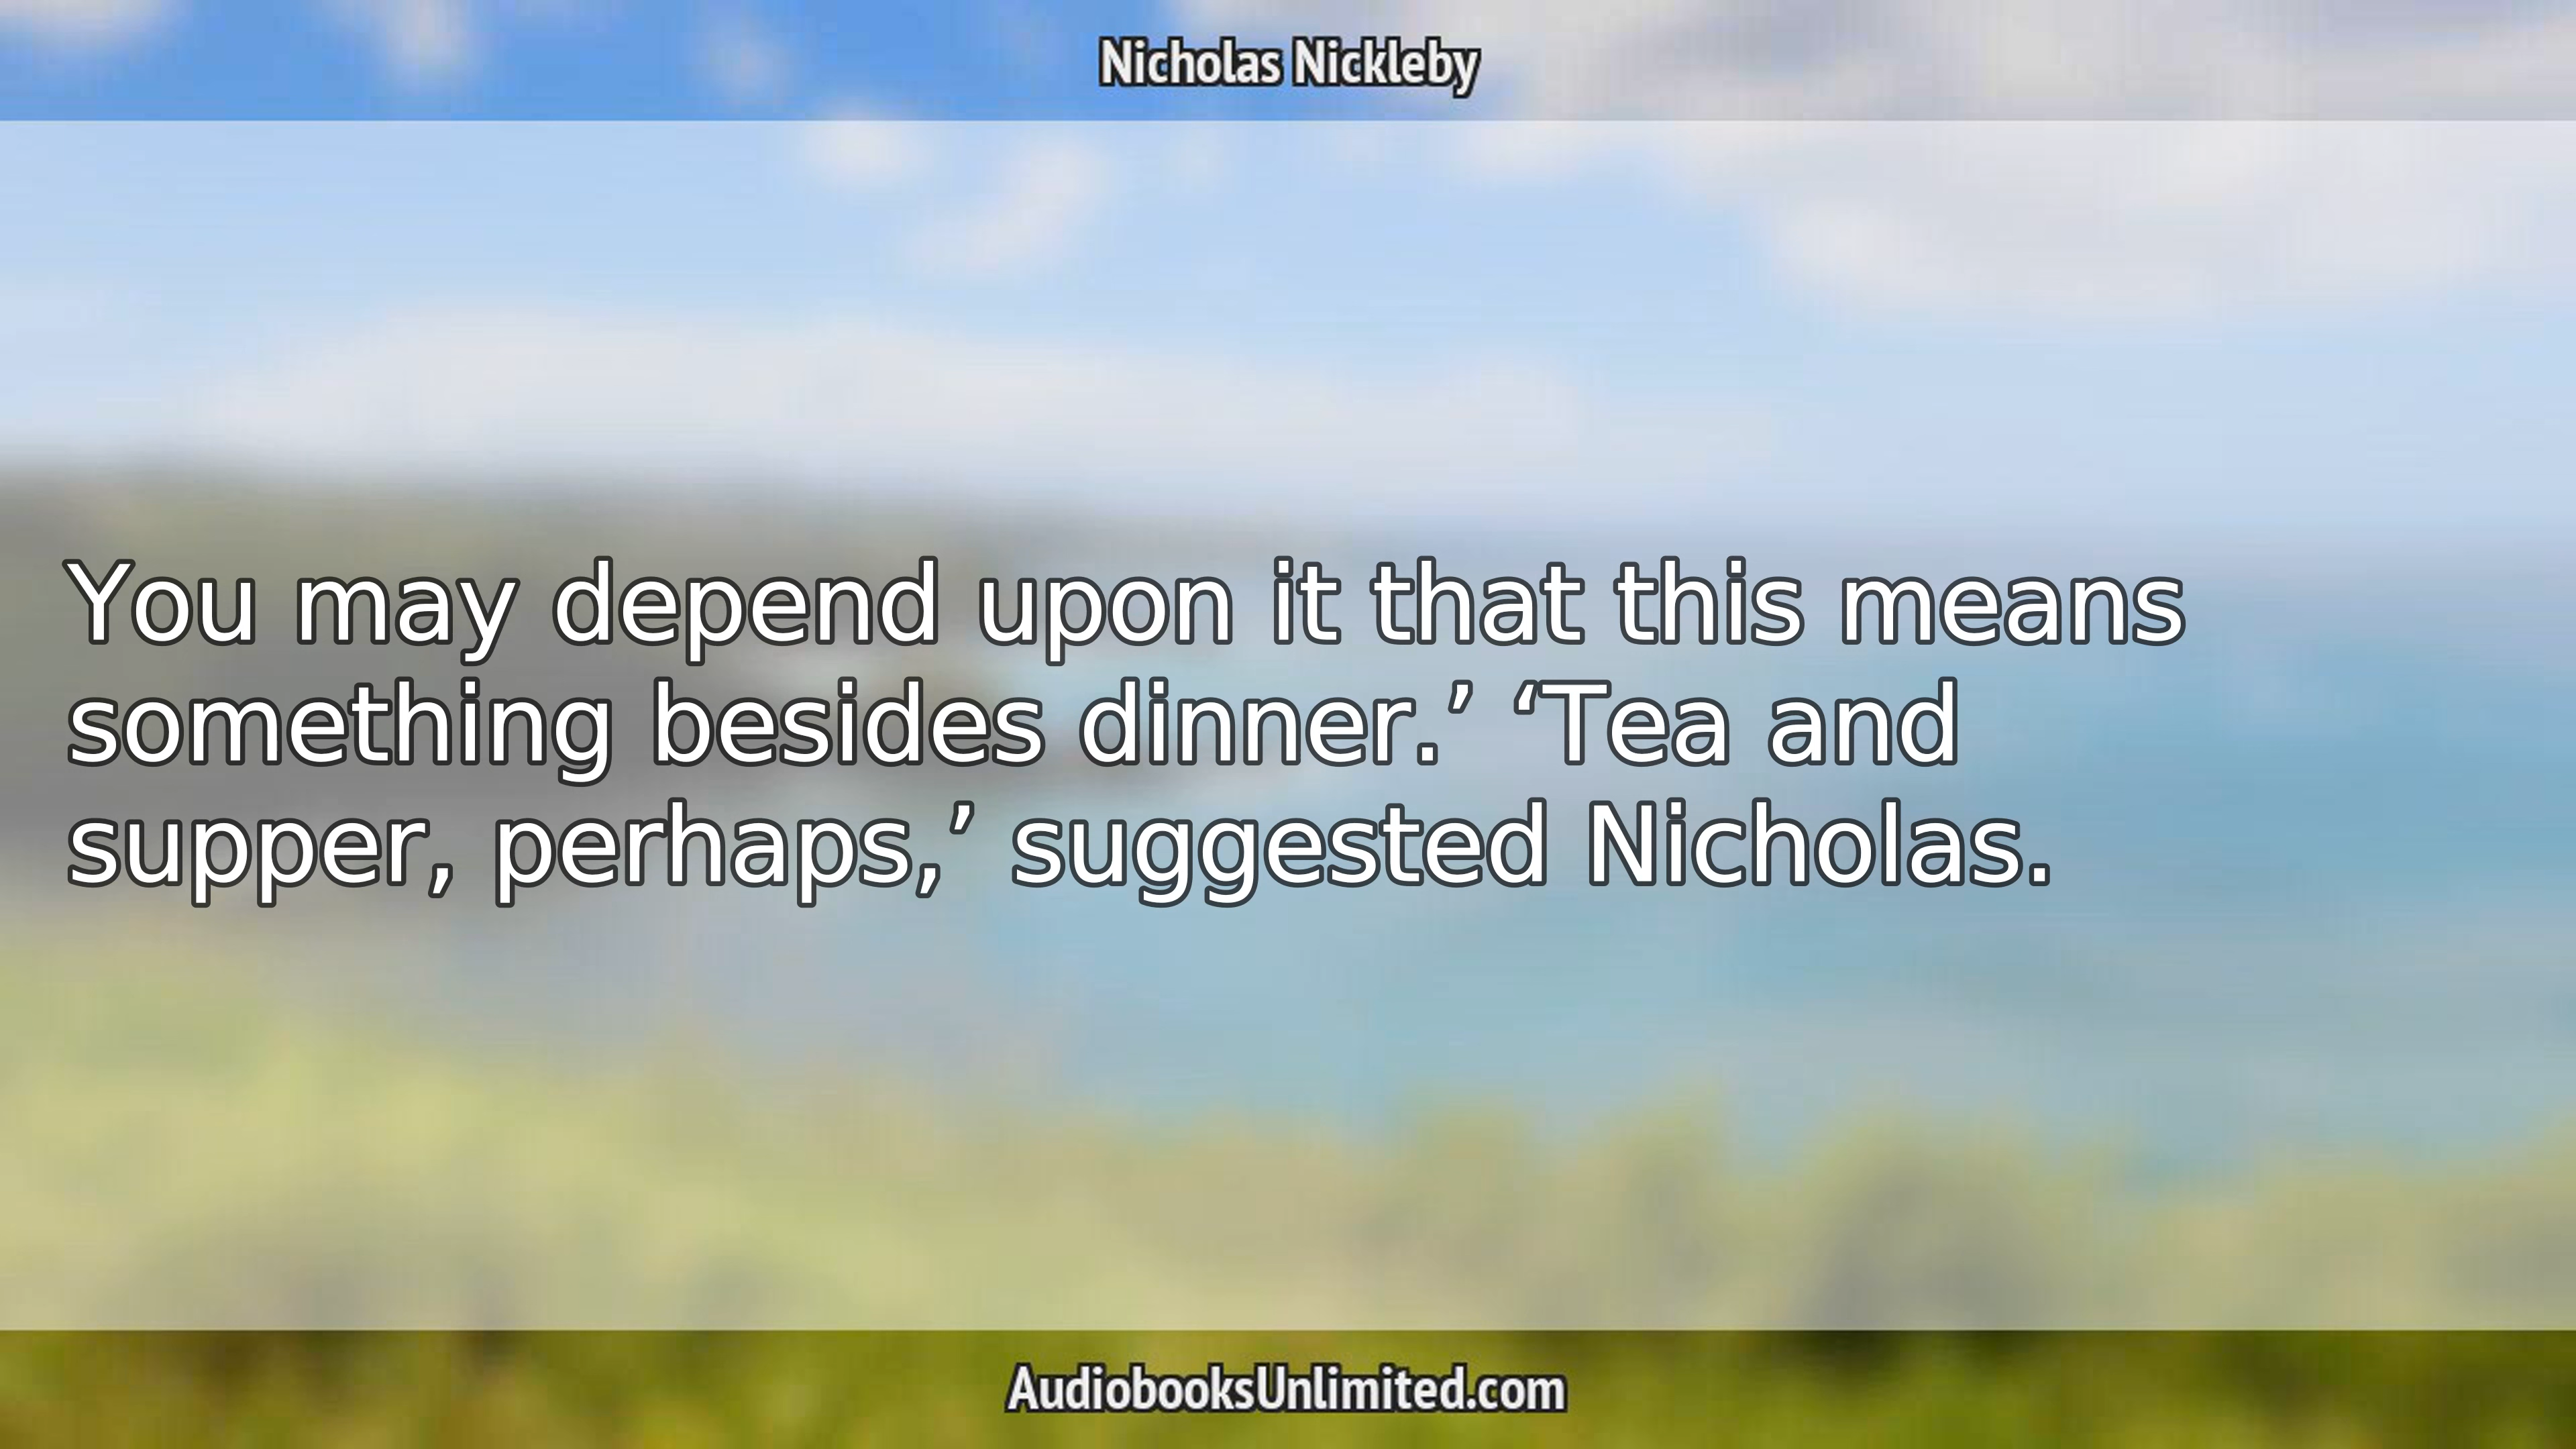 Nicholas Nickleby
You may depend upon it that this means
something besides dinner.’ ‘Tea and
supper, perhaps,’ suggested Nicholas.
AudiobooksUnlimited.com